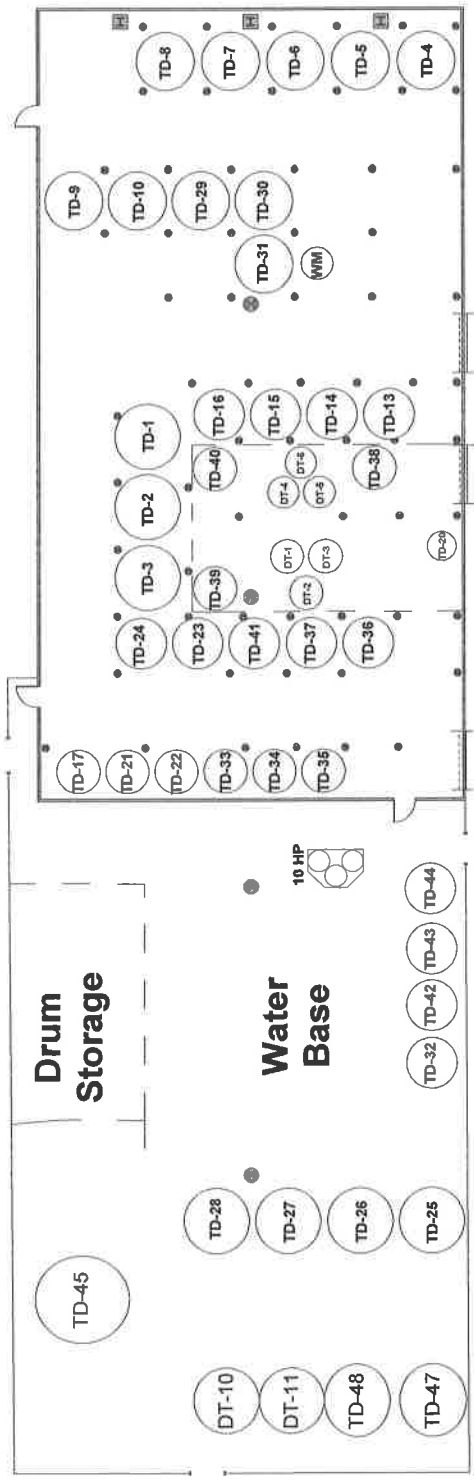 H
H
H
TD-8
TD-7
TD-6
TD-5
TD-4
TD-9
TD-10
TD-29
TD-30
TD-31
WM
TD-1
TD-2
TD-3
TD-24
TD-16
TD-15
TD-14
TD-13
TD-40
DT-6
DT-4
DT-5
TD-38
DT-1
DT-3
DT-2
TD-20
TD-39
TD-23
TD-41
TD-37
TD-36
TD-17
TD-21
TD-22
TD-33
TD-34
TD-35
10 HP
Drum
Storage
Water
Base
TD-44
TD-43
TD-42
TD-32
TD-28
TD-27
TD-26
TD-25
TD-45
DT-10
DT-11
TD-48
TD-47